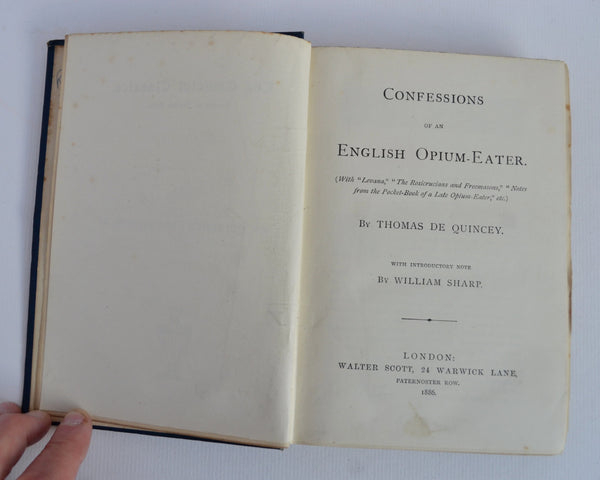 CONFESSIONS
OF AN
ENGLISH OPIUM-EATER.
(With "Levana," "The Rosicrucians and Freemasons," "Notes
from the Pocket-Book of a Late Opium-Eater," etc.)
BY THOMAS DE QUINCEY.
WITH INTRODUCTORY NOTE
BY WILLIAM SHARP.
LONDON:
WALTER SCOTT, 24 WARWICK LANE,
PATERNOSTER ROW.
1886.